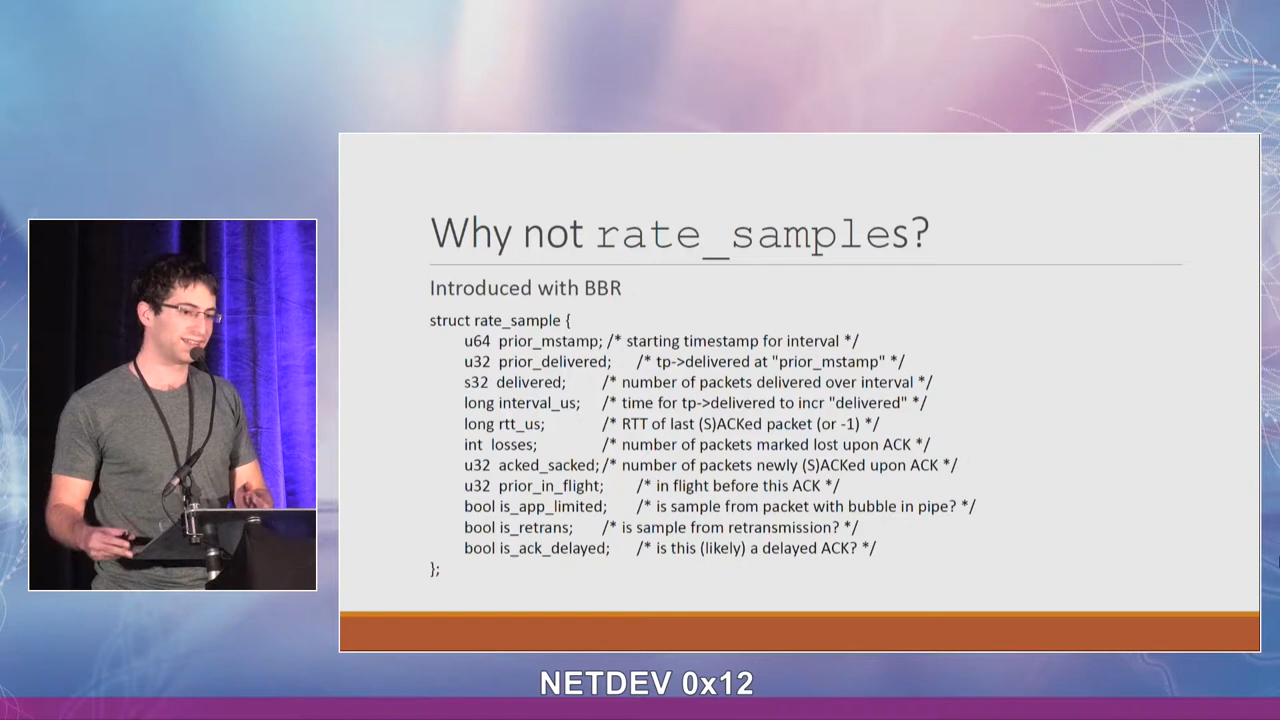 Why not rate_samples?
Introduced with BBR
struct rate_sample {
u64 prior_mstamp; /* starting timestamp for interval */
u32 prior_delivered; /* tp->delivered at "prior_mstamp" */
s32 delivered; /* number of packets delivered over interval */
long interval_us; /* time for tp->delivered to incr "delivered" */
long rtt_us; /* RTT of last (S)ACKed packet (or -1) */
int losses; /* number of packets marked lost upon ACK */
u32 acked_sacked; /* number of packets newly (S)ACKed upon ACK */
u32 prior_in_flight; /* in flight before this ACK */
bool is_app_limited; /* is sample from packet with bubble in pipe? */
bool is_retrans; /* is sample from retransmission? */
bool is_ack_delayed; /* is this (likely) a delayed ACK? */
};
NETDEV 0x12